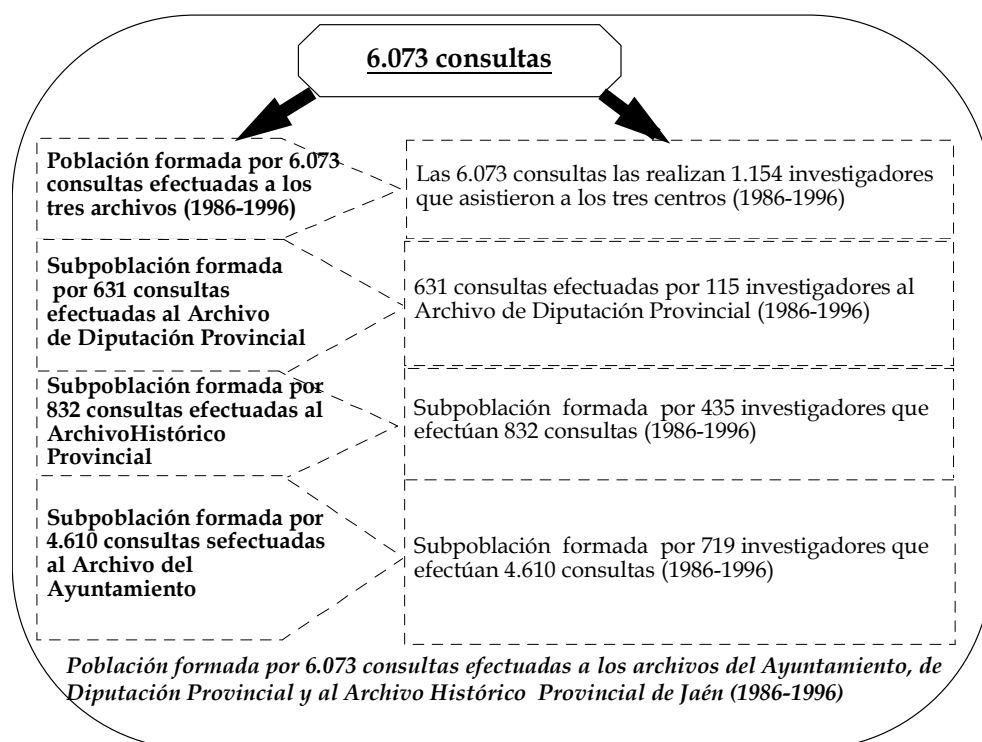 6.073 consultas
Población formada por 6.073
consultas efectuadas a los
tres archivos (1986-1996)
Las 6.073 consultas las realizan 1.154 investigadores
que asistieron a los tres centros (1986-1996)
Subpoblación formada
por 631 consultas
efectuadas al Archivo
de Diputación Provincial
631 consultas efectuadas por 115 investigadores al
Archivo de Diputación Provincial (1986-1996)
Subpoblación formada por
832 consultas efectuadas al
ArchivoHistórico
Provincial
Subpoblación formada por 435 investigadores que
efectúan 832 consultas (1986-1996)
Subpoblación formada por
4.610 consultas sefectuadas
al Archivo del
Ayuntamiento
Subpoblación formada por 719 investigadores que
efectúan 4.610 consultas (1986-1996)
Población formada por 6.073 consultas efectuadas a los archivos del Ayuntamiento, de
Diputación Provincial y al Archivo Histórico Provincial de Jaén (1986-1996)